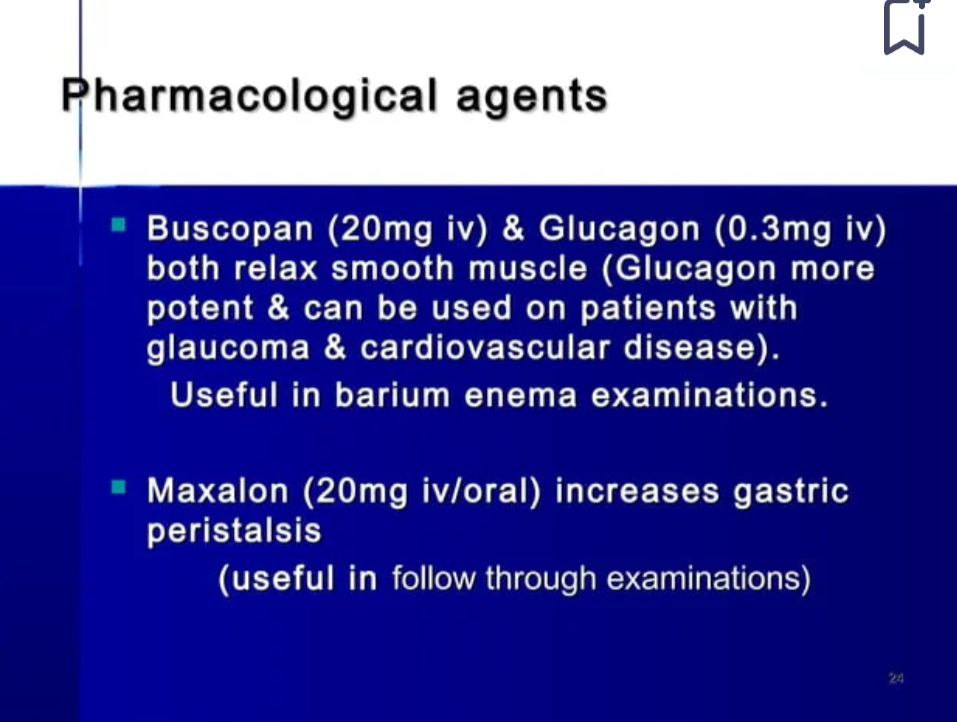 Pharmacological agents
Buscopan (20mg iv) & Glucagon (0.3mg iv)
both relax smooth muscle (Glucagon more
potent & can be used on patients with
glaucoma & cardiovascular disease).
Useful in barium enema examinations.
Maxalon (20mg iv/oral) increases gastric
peristalsis
(useful in follow through examinations)
24